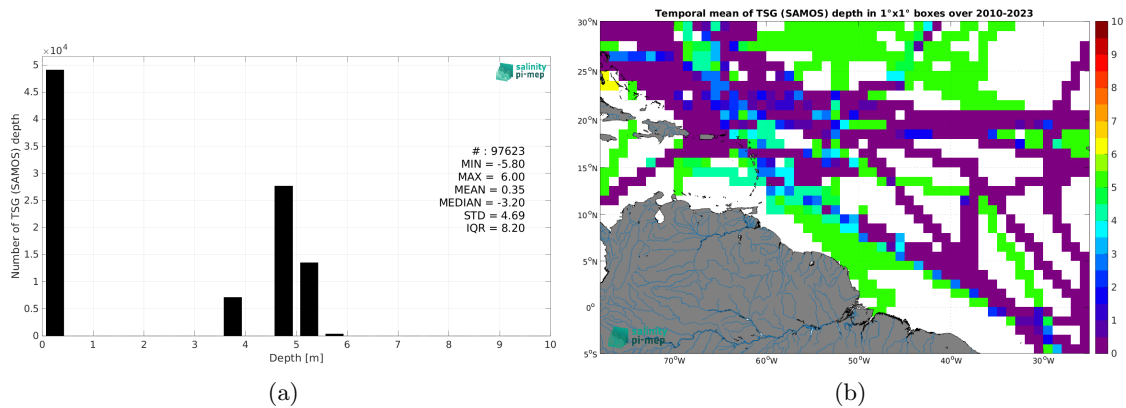 ×10⁴
5
4.5
4
3.5
3
2.5
2
1.5
1
0.5
0
Number of TSG (SAMOS) depth
salinity
pi-mep
# : 97623
MIN = -5.80
MAX = 6.00
MEAN = 0.35
MEDIAN = -3.20
STD = 4.69
IQR = 8.20
0 1 2 3 4 5 6 7 8 9 10
Depth [m]
(a)
Temporal mean of TSG (SAMOS) depth in 1°x1° boxes over 2010-2023
30°N
25°N
20°N
15°N
10°N
5°N
0°
5°S
70°W 60°W 50°W 40°W 30°W
salinity
pi-mep
10
9
8
7
6
5
4
3
2
1
0
(b)